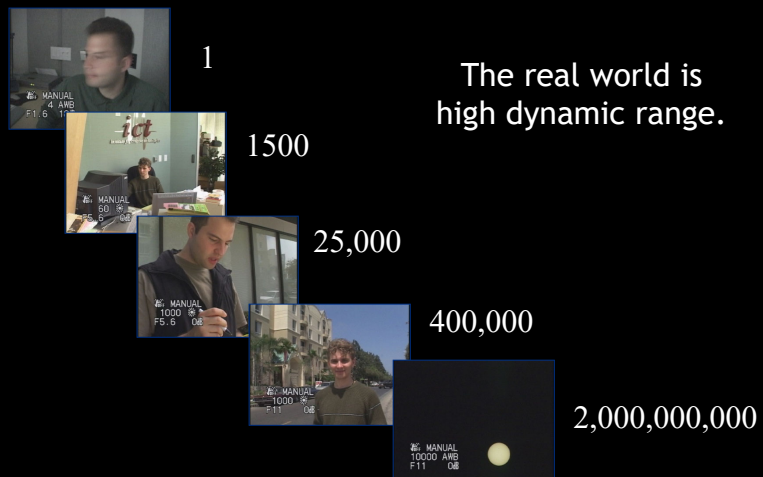 1
The real world is
high dynamic range.
MANUAL
4 AWB
F1.6
ict
1500
MANUAL
60
F5.6 0dB
25,000
MANUAL
1000
F5.6 0dB
400,000
MANUAL
1000
F11 0dB
2,000,000,000
MANUAL
10000 AWB
F11 0dB